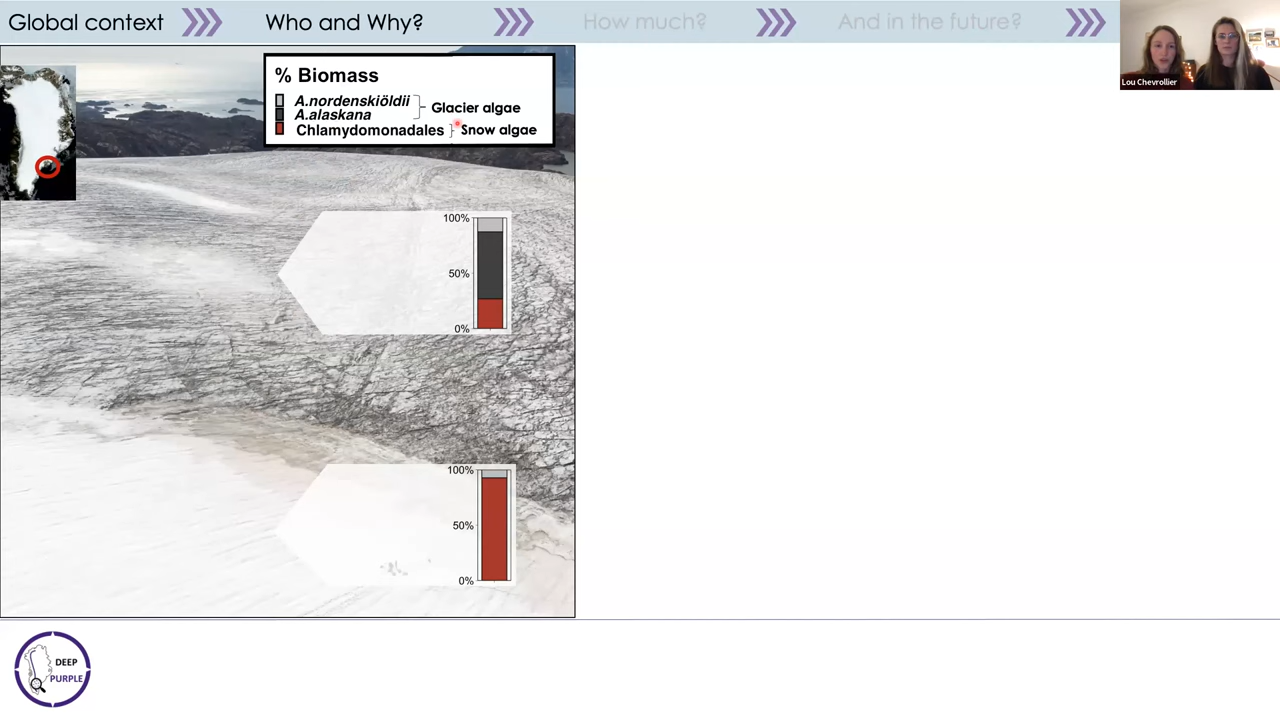 Global context
Who and Why?
How much?
And in the future?
Lou Chevrollier
% Biomass
A.nordenskiöldii
A.alaskana
Glacier algae
Chlamydomonadales
Snow algae
100%
50%
0%
100%
50%
0%
DEEP
PURPLE